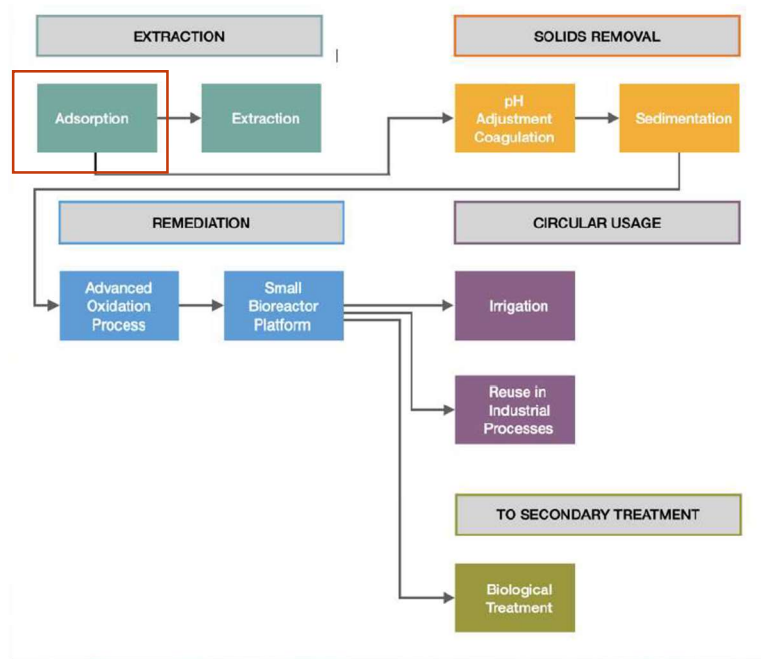 EXTRACTION
SOLIDS REMOVAL
Adsorption
Extraction
pH
Adjustment
Coagulation
Sedimentation
REMEDIATION
CIRCULAR USAGE
Advanced
Oxidation
Process
Small
Bioreactor
Platform
Irrigation
Reuse in
Industrial
Processes
TO SECONDARY TREATMENT
Biological
Treatment